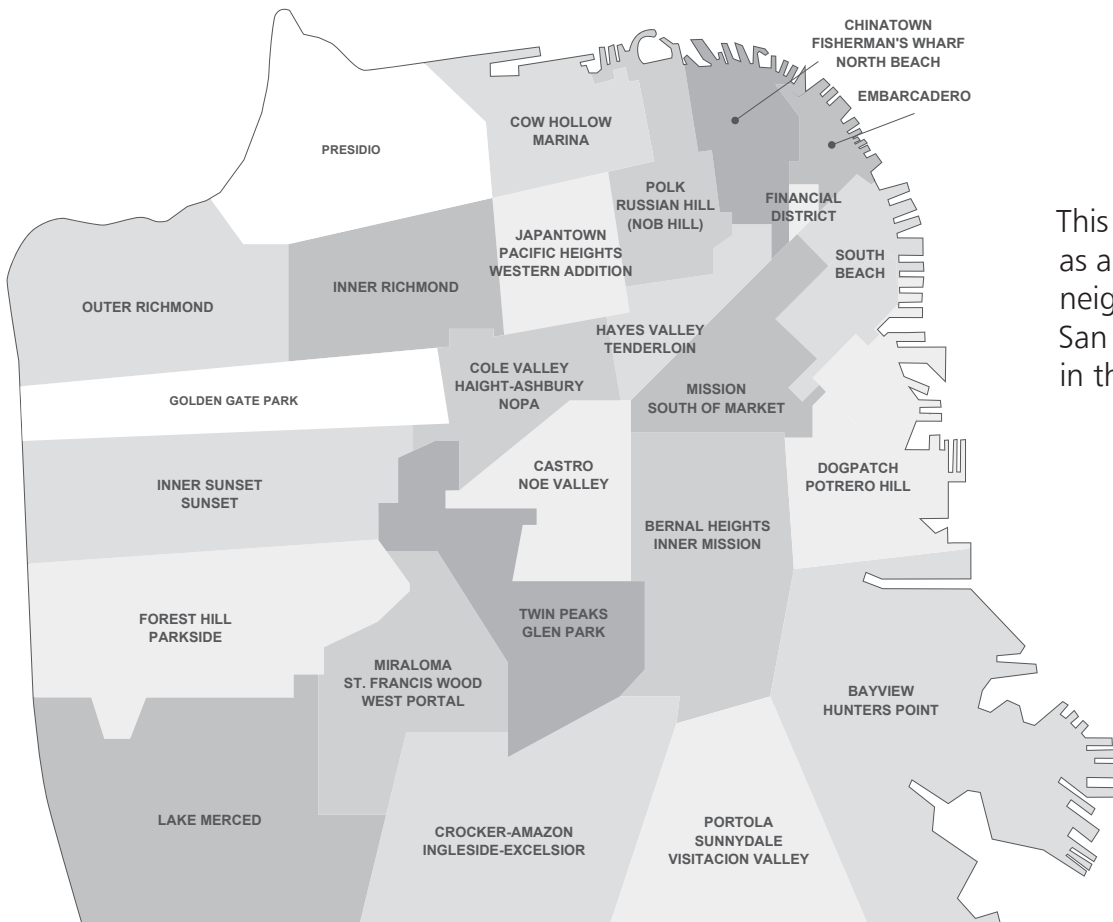 CHINATOWN
FISHERMAN'S WHARF
NORTH BEACH
EMBARCADERO
COW HOLLOW
MARINA
PRESIDIO
POLK
RUSSIAN HILL
(NOB HILL)
FINANCIAL
DISTRICT
JAPANTOWN
PACIFIC HEIGHTS
WESTERN ADDITION
SOUTH
BEACH
INNER RICHMOND
OUTER RICHMOND
HAYES VALLEY
TENDERLOIN
COLE VALLEY
HAIGHT-ASHBURY
NOPA
MISSION
SOUTH OF MARKET
GOLDEN GATE PARK
CASTRO
NOE VALLEY
DOGPATCH
POTRERO HILL
INNER SUNSET
SUNSET
BERNAL HEIGHTS
INNER MISSION
FOREST HILL
PARKSIDE
TWIN PEAKS
GLEN PARK
MIRALOMA
ST. FRANCIS WOOD
WEST PORTAL
BAYVIEW
HUNTERS POINT
LAKE MERCED
CROCKER-AMAZON
INGLESIDE-EXCELSIOR
PORTOLA
SUNNYDALE
VISITACION VALLEY
This
as a
neig
San
in th